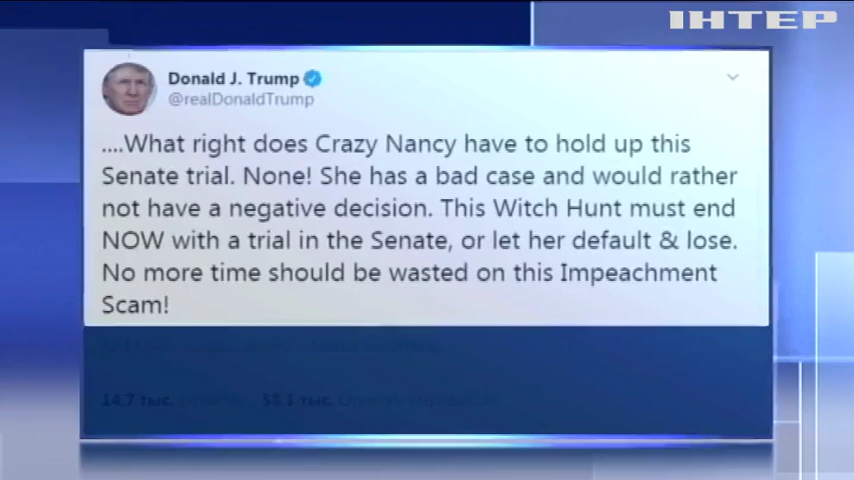 ІНТЕР
Donald J. Trump
@realDonaldTrump
....What right does Crazy Nancy have to hold up this
Senate trial. None! She has a bad case and would rather
not have a negative decision. This Witch Hunt must end
NOW with a trial in the Senate, or let her default & lose.
No more time should be wasted on this Impeachment
Scam!
14,7 тыс. 58,1 тыс.